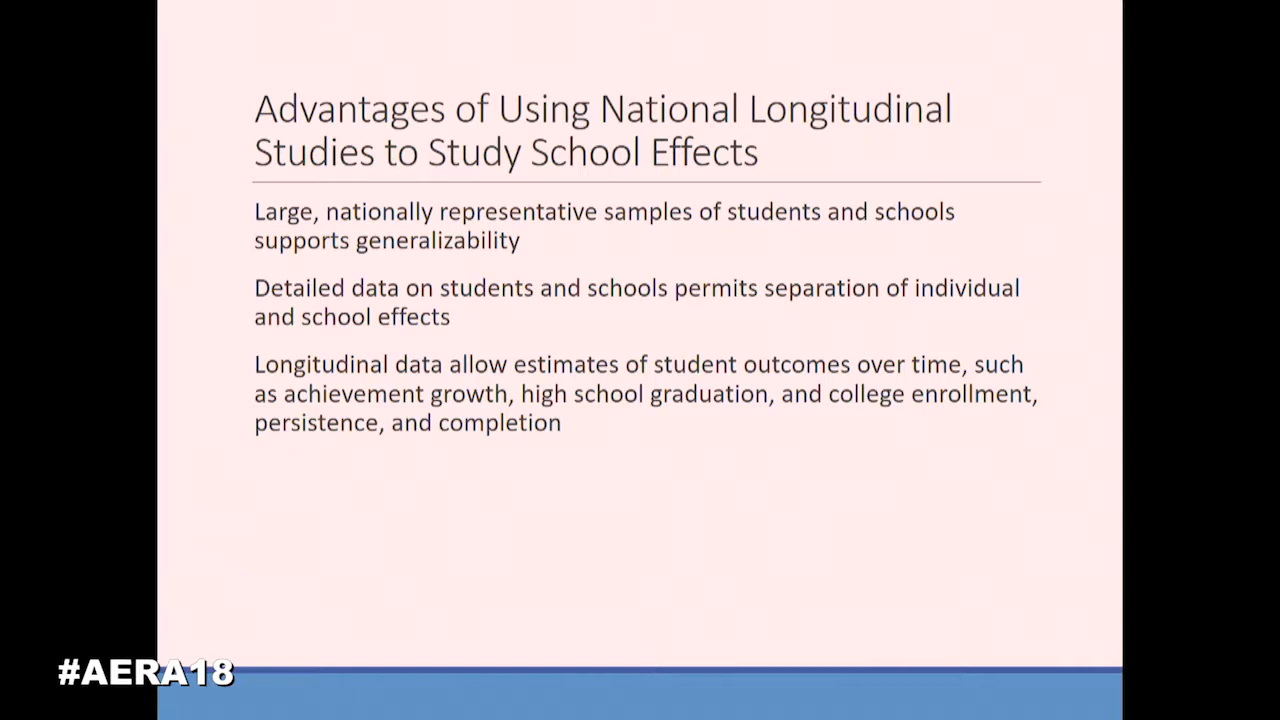 Advantages of Using National Longitudinal
Studies to Study School Effects
Large, nationally representative samples of students and schools
supports generalizability
Detailed data on students and schools permits separation of individual
and school effects
Longitudinal data allow estimates of student outcomes over time, such
as achievement growth, high school graduation, and college enrollment,
persistence, and completion
#AERA18